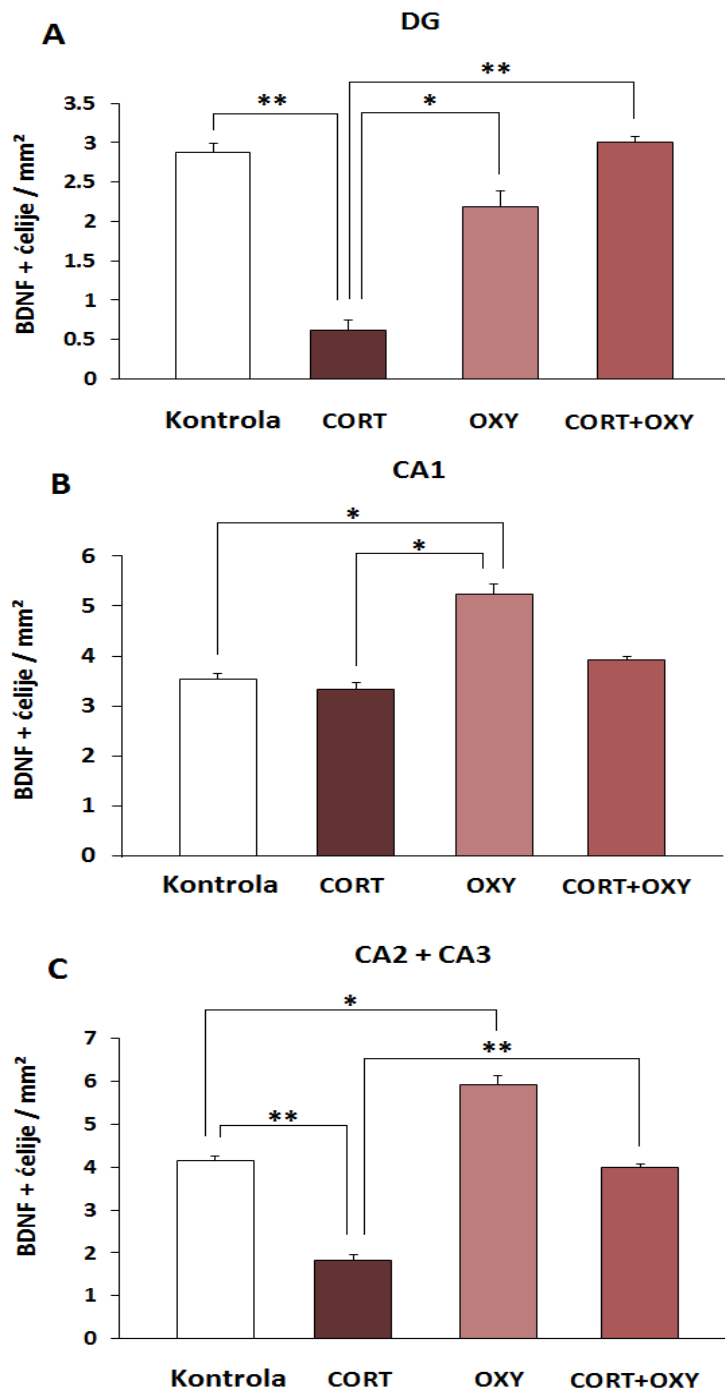 A
DG
**
**
*
3.5
3
2.5
2
1.5
1
0.5
0
BDNF + ćelije / mm²
Kontrola CORT OXY CORT+OXY
B
CA1
*
*
6
5
4
3
2
1
0
BDNF + ćelije / mm²
Kontrola CORT OXY CORT+OXY
C
CA2 + CA3
*
**
**
7
6
5
4
3
2
1
0
BDNF + ćelije / mm²
Kontrola CORT OXY CORT+OXY